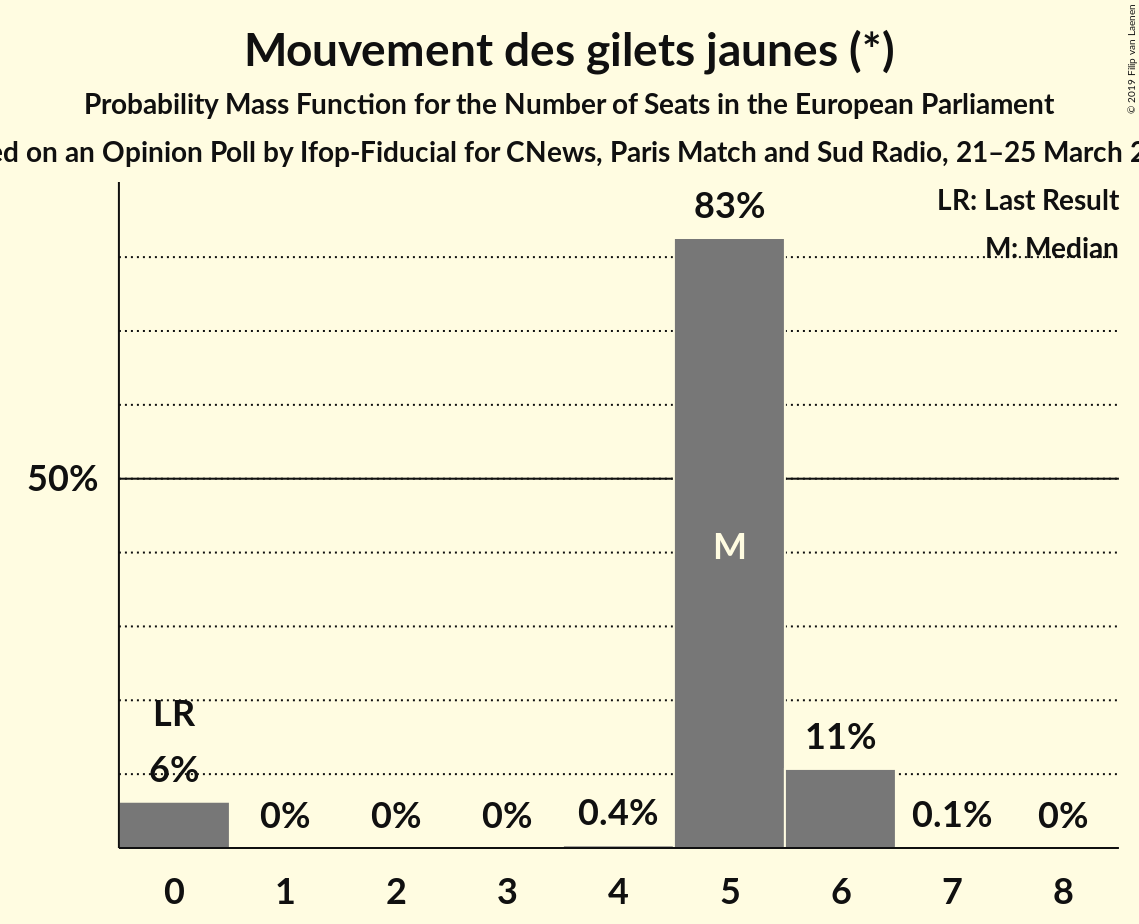 Mouvement des gilets jaunes (*)
Probability Mass Function for the Number of Seats in the European Parliament
on an Opinion Poll by Ifop-Fiducial for CNews, Paris Match and Sud Radio, 21–25 March
© 2019 Filip van Laenen
LR: Last Result
M: Median
83%
50%
M
LR
6%
0%
0%
0%
0.4%
11%
0.1%
0%
0 1 2 3 4 5 6 7 8